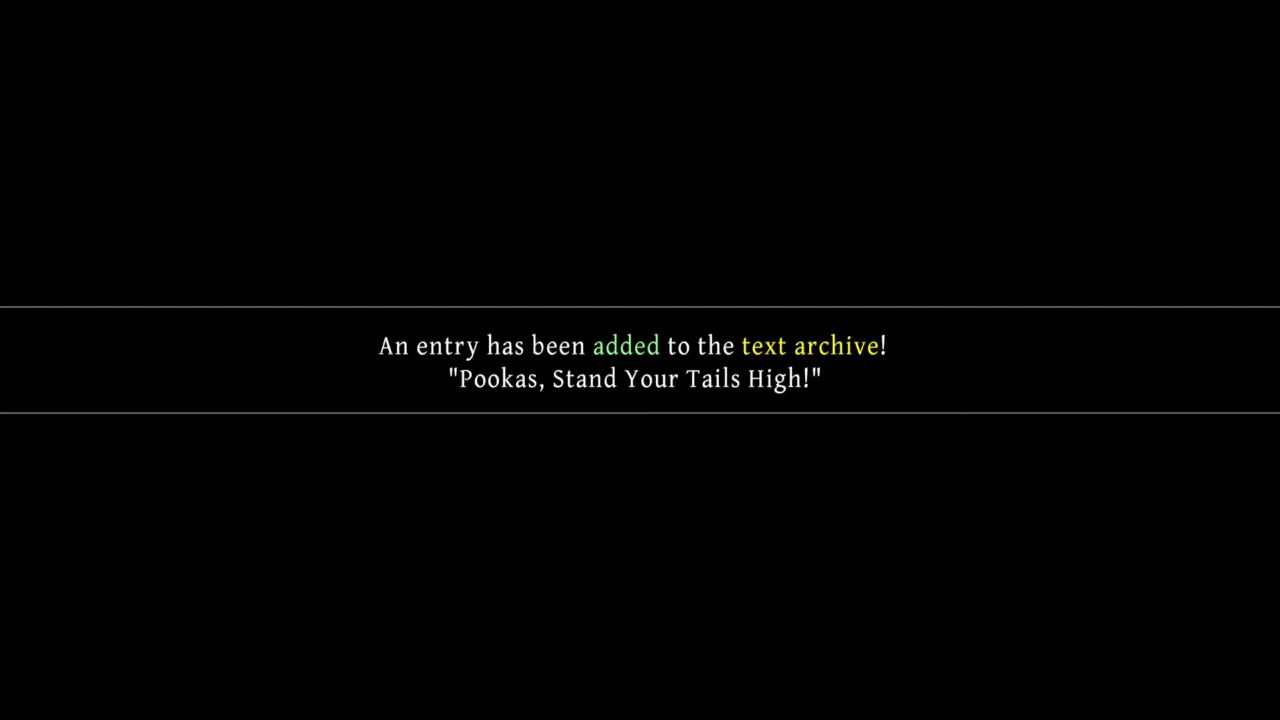 An entry has been added to the text archive!
"Pookas, Stand Your Tails High!"